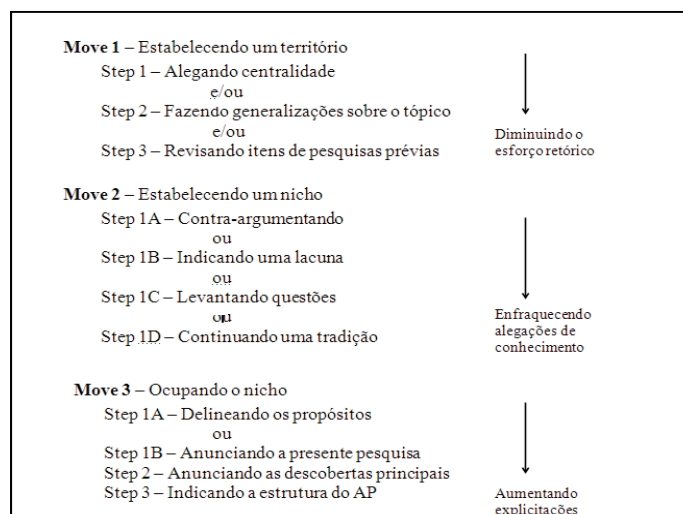 Move 1 – Estabelecendo um território
Step 1 – Alegando centralidade
e/ou
Step 2 – Fazendo generalizações sobre o tópico
e/ou
Step 3 – Revisando itens de pesquisas prévias
Diminuindo o
esforço retórico
Move 2 – Estabelecendo um nicho
Step 1A – Contra-argumentando
ou
Step 1B – Indicando uma lacuna
ou
Step 1C – Levantando questões
ou
Step 1D – Continuando uma tradição
Enfraquecendo
alegações de
conhecimento
Move 3 – Ocupando o nicho
Step 1A – Delineando os propósitos
ou
Step 1B – Anunciando a presente pesquisa
Step 2 – Anunciando as descobertas principais
Step 3 – Indicando a estrutura do AP
Aumentando
explicitações